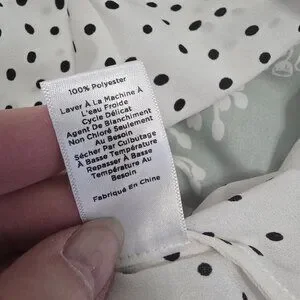 100% Polyester
Laver À La Machine À
L'eau Froide
Cycle Délicat
Agent De Blanchiment
Non Chloré Seulement
Au Besoin
Sécher Par Culbutage
À Basse Température
Repasser À Basse
Température Au
Besoin
Fabriqué En Chine